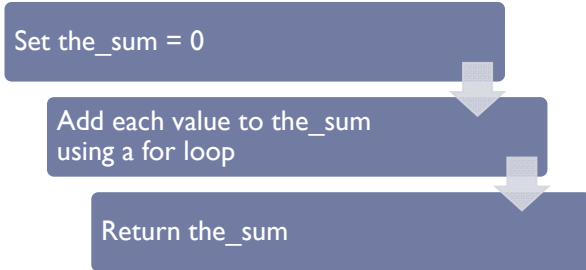 Set the_sum = 0
Add each value to the_sum
using a for loop
Return the_sum